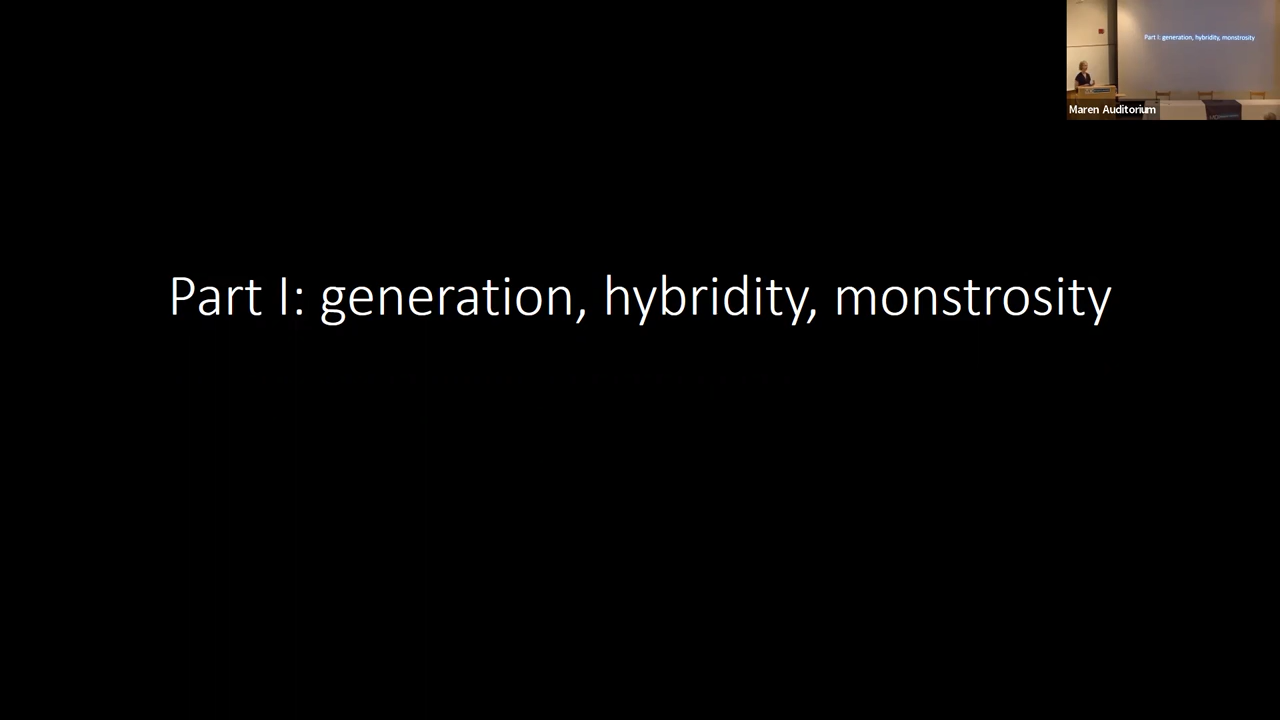 Part I: generation, hybridity, monstrosity
Maren Auditorium
Part I: generation, hybridity, monstrosity